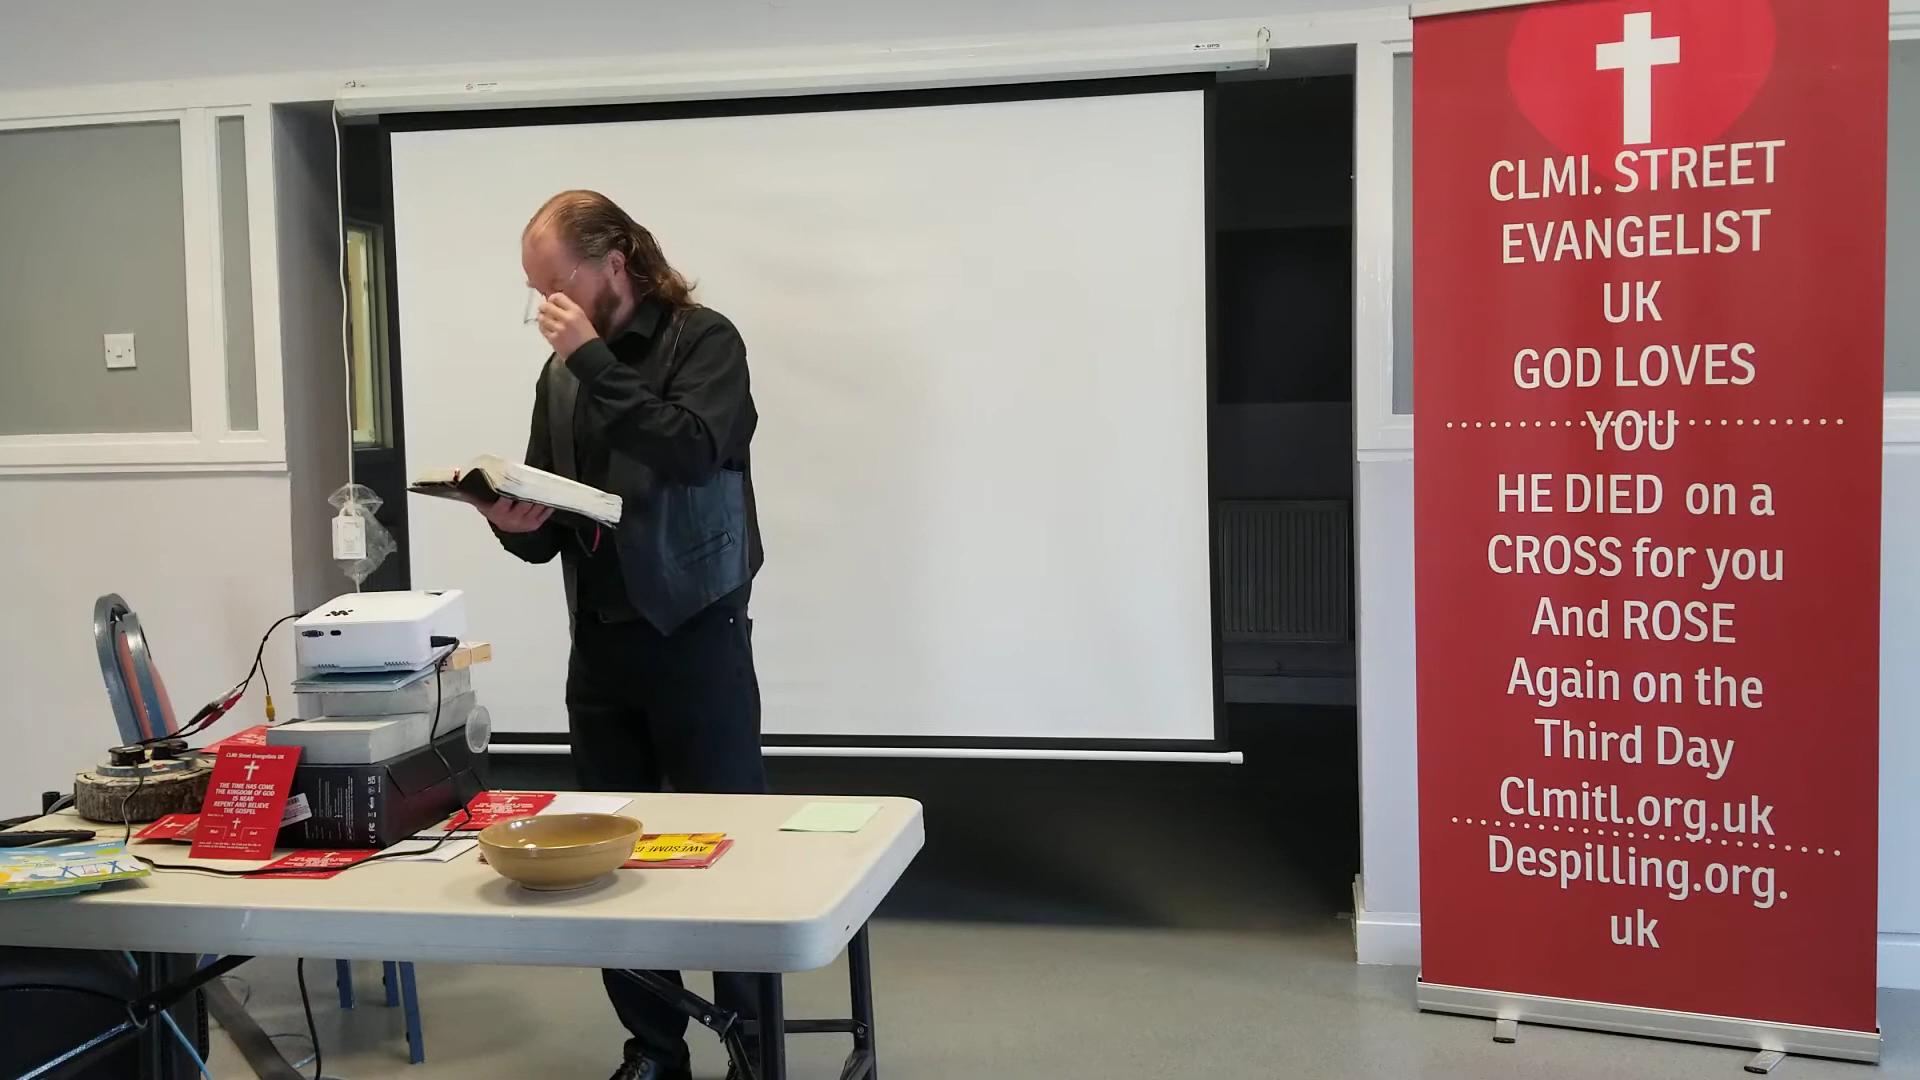 CLMI. STREET
EVANGELIST
UK
GOD LOVES
YOU
HE DIED on a
CROSS for you
And ROSE
Again on the
Third Day
Clmitl.org.uk
Despilling.org.
uk
CLMI Street Evangelists UK
THE TIME HAS COME
THE KINGDOM OF GOD
IS NEAR
REPENT AND BELIEVE
THE GOSPEL
AWESOME